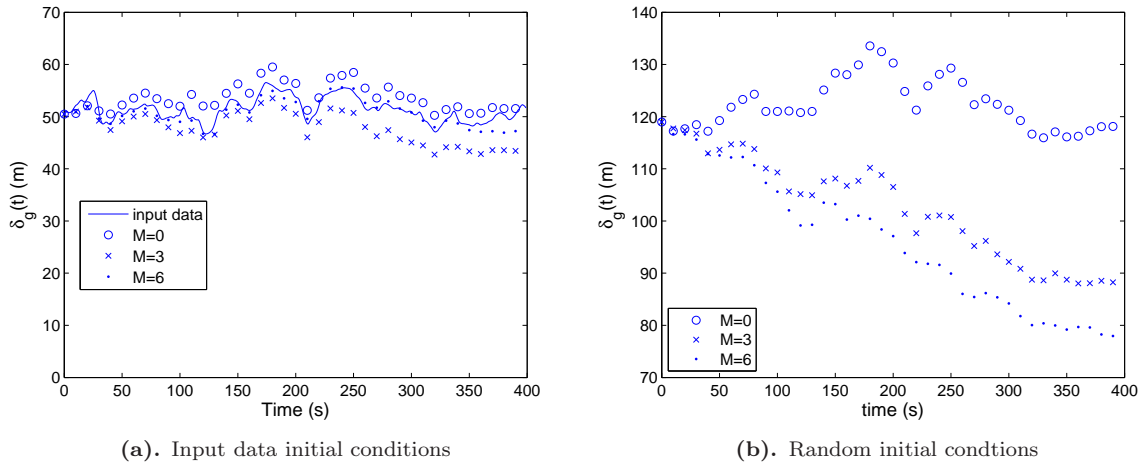 70
60
50
40
30
20
10
0
δg(t) (m)
input data
M=0
M=3
M=6
0 50 100 150 200 250 300 350 400
Time (s)
(a). Input data initial conditions
140
130
120
110
100
90
80
70
δg(t) (m)
M=0
M=3
M=6
0 50 100 150 200 250 300 350 400
time (s)
(b). Random initial condtions